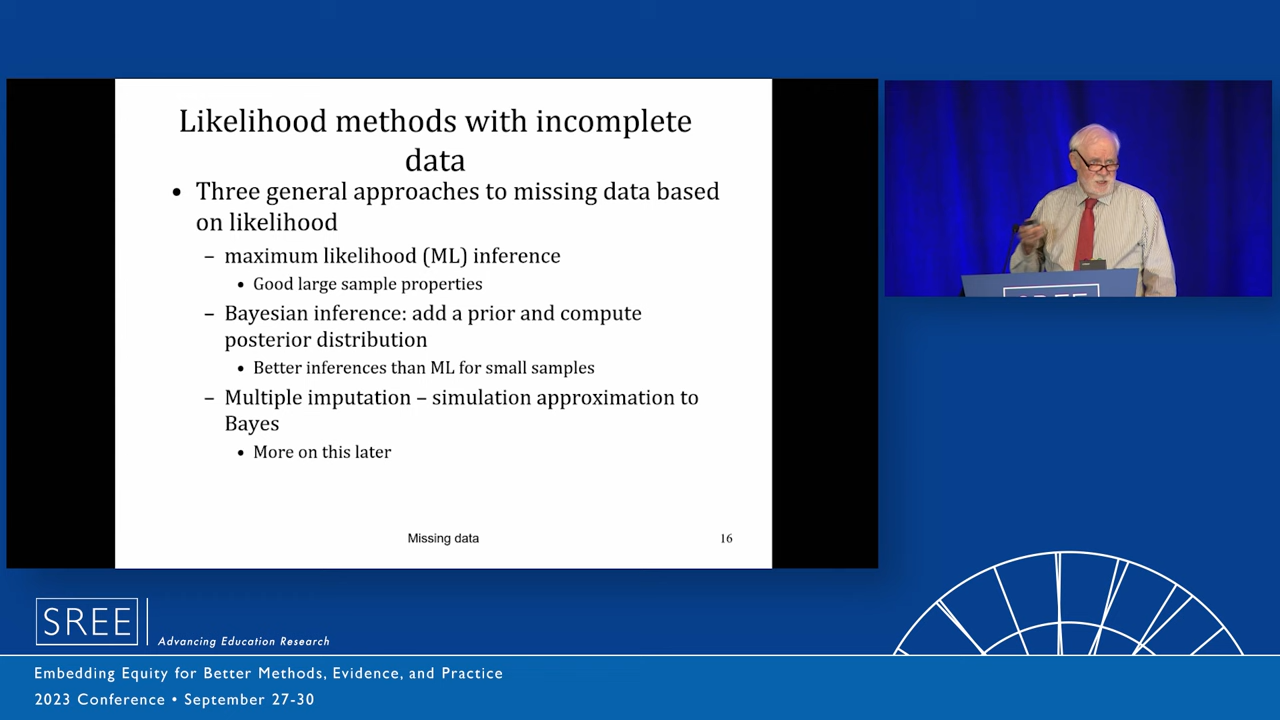 Likelihood methods with incomplete
data
• Three general approaches to missing data based
on likelihood
– maximum likelihood (ML) inference
• Good large sample properties
– Bayesian inference: add a prior and compute
posterior distribution
• Better inferences than ML for small samples
– Multiple imputation – simulation approximation to
Bayes
• More on this later
Missing data
16
SREE
SREE
Advancing Education Research
Embedding Equity for Better Methods, Evidence, and Practice
2023 Conference • September 27-30